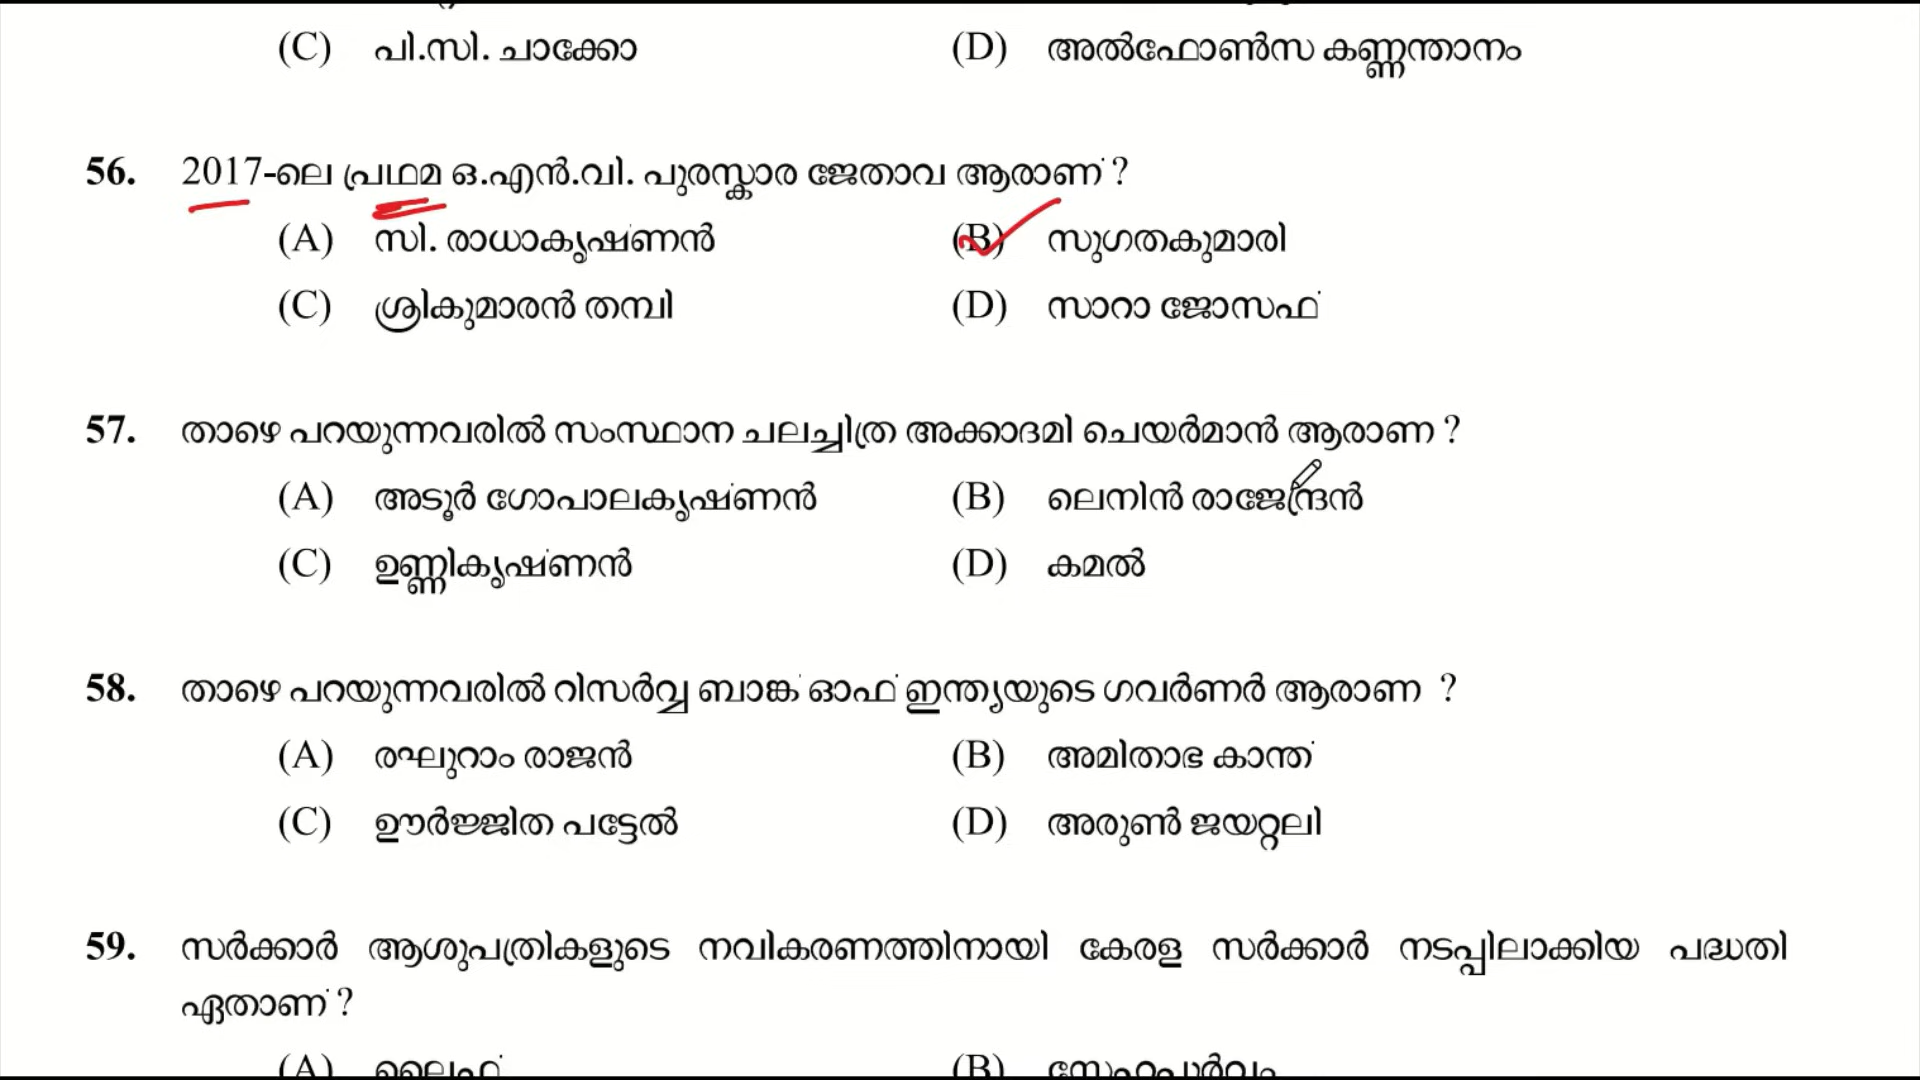 (C) പി.സി. ചാക്കോ (D) അൽഫോൺസ കണ്ണന്താനം
56. 2017-ലെ പ്രഥമ ഒ.എൻ.വി. പുരസ്കാര ജേതാവ ആരാണ് ?
(A) സി. രാധാകൃഷ്ണൻ (B) സുഗതകുമാരി
(C) ശ്രീകുമാരൻ തമ്പി (D) സാറാ ജോസഫ്
57. താഴെ പറയുന്നവരിൽ സംസ്ഥാന ചലച്ചിത്ര അക്കാദമി ചെയർമാൻ ആരാണ ?
(A) അടൂർ ഗോപാലകൃഷ്ണൻ (B) ലെനിൻ രാജേന്ദ്രൻ
(C) ഉണ്ണികൃഷ്ണൻ (D) കമൽ
58. താഴെ പറയുന്നവരിൽ റിസർവ്വ ബാങ്ക് ഓഫ് ഇന്ത്യയുടെ ഗവർണർ ആരാണ ?
(A) രഘുറാം രാജൻ (B) അമിതാഭ കാന്ത്
(C) ഊർജ്ജിത പട്ടേൽ (D) അരുൺ ജയറ്റലി
59. സർക്കാർ ആശുപത്രികളുടെ നവികരണത്തിനായി കേരള സർക്കാർ നടപ്പിലാക്കിയ പദ്ധതി
ഏതാണ് ?
(A) ലൈഫ് (B)